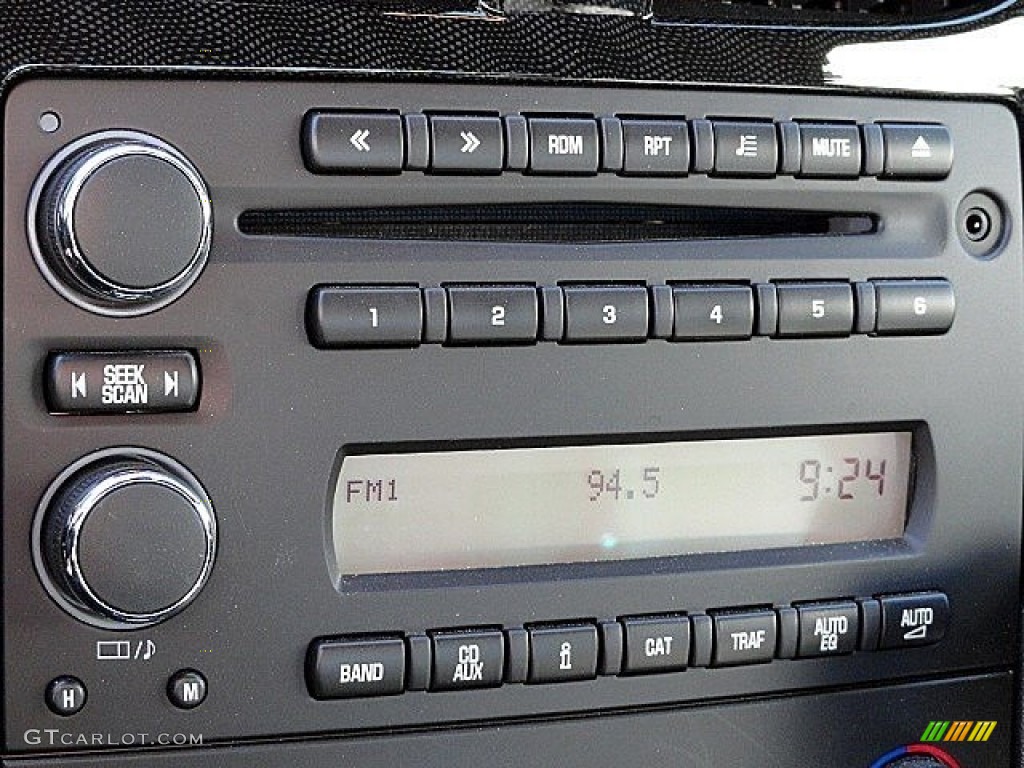 RDM RPT MUTE
1 2 3 4 5 6
SEEK
SCAN
FM1 94.5 9:24
BAND CD AUX i CAT TRAF AUTO EQ AUTO
H M
GTCARLOT.COM